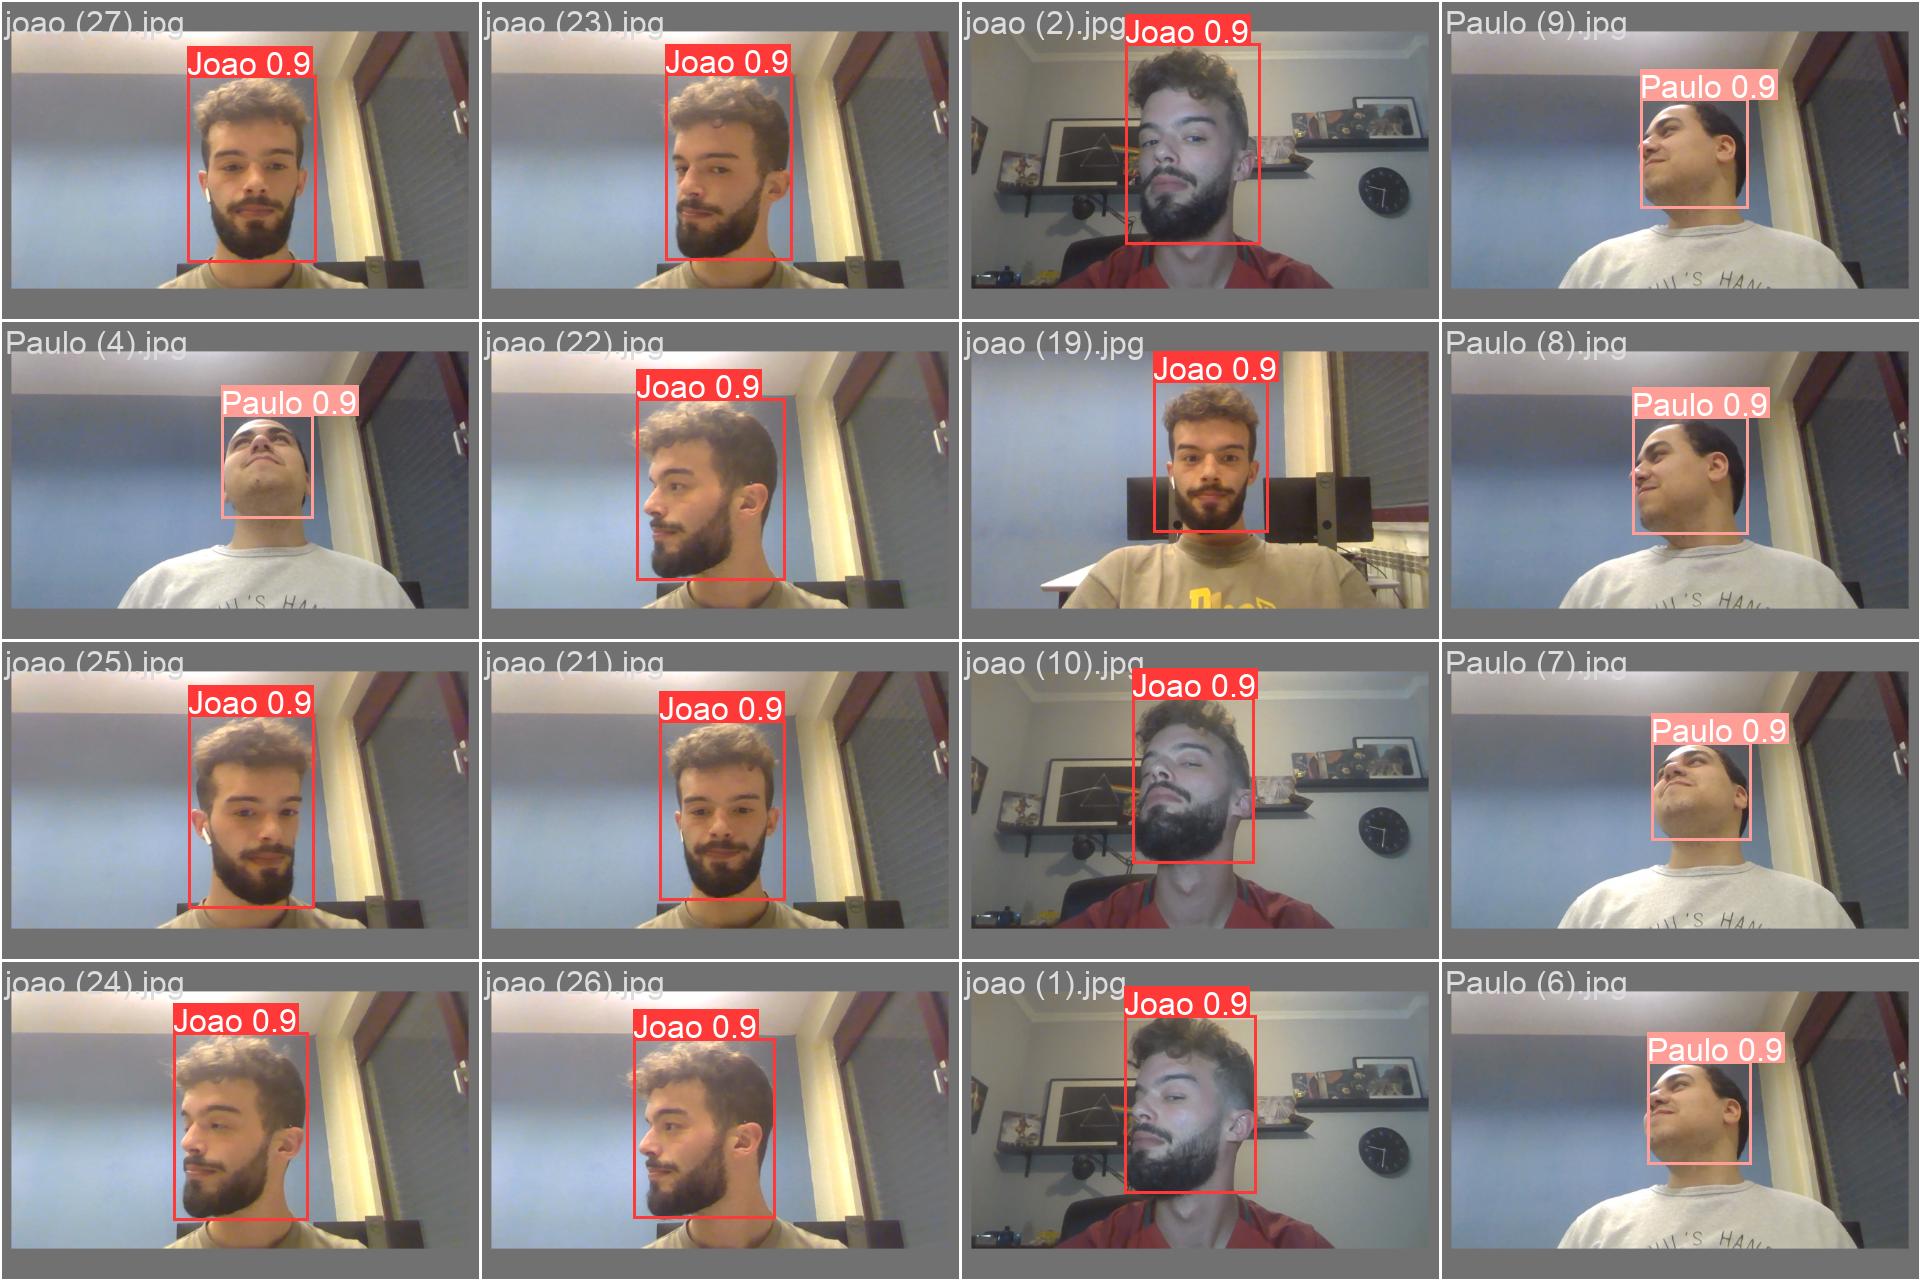 joao (27).jpg
Joao 0.9
joao (23).jpg
Joao 0.9
joao (2).jpg
Joao 0.9
Paulo (9).jpg
Paulo 0.9
'S HAN
Paulo (4).jpg
Paulo 0.9
'S HAN
joao (22).jpg
Joao 0.9
joao (19).jpg
Joao 0.9
Paulo (8).jpg
Paulo 0.9
'S HAN
joao (25).jpg
Joao 0.9
joao (21).jpg
Joao 0.9
joao (10).jpg
Joao 0.9
Paulo (7).jpg
Paulo 0.9
'S HAN
joao (24).jpg
Joao 0.9
joao (26).jpg
Joao 0.9
joao (1).jpg
Joao 0.9
Paulo (6).jpg
Paulo 0.9
'S HAN